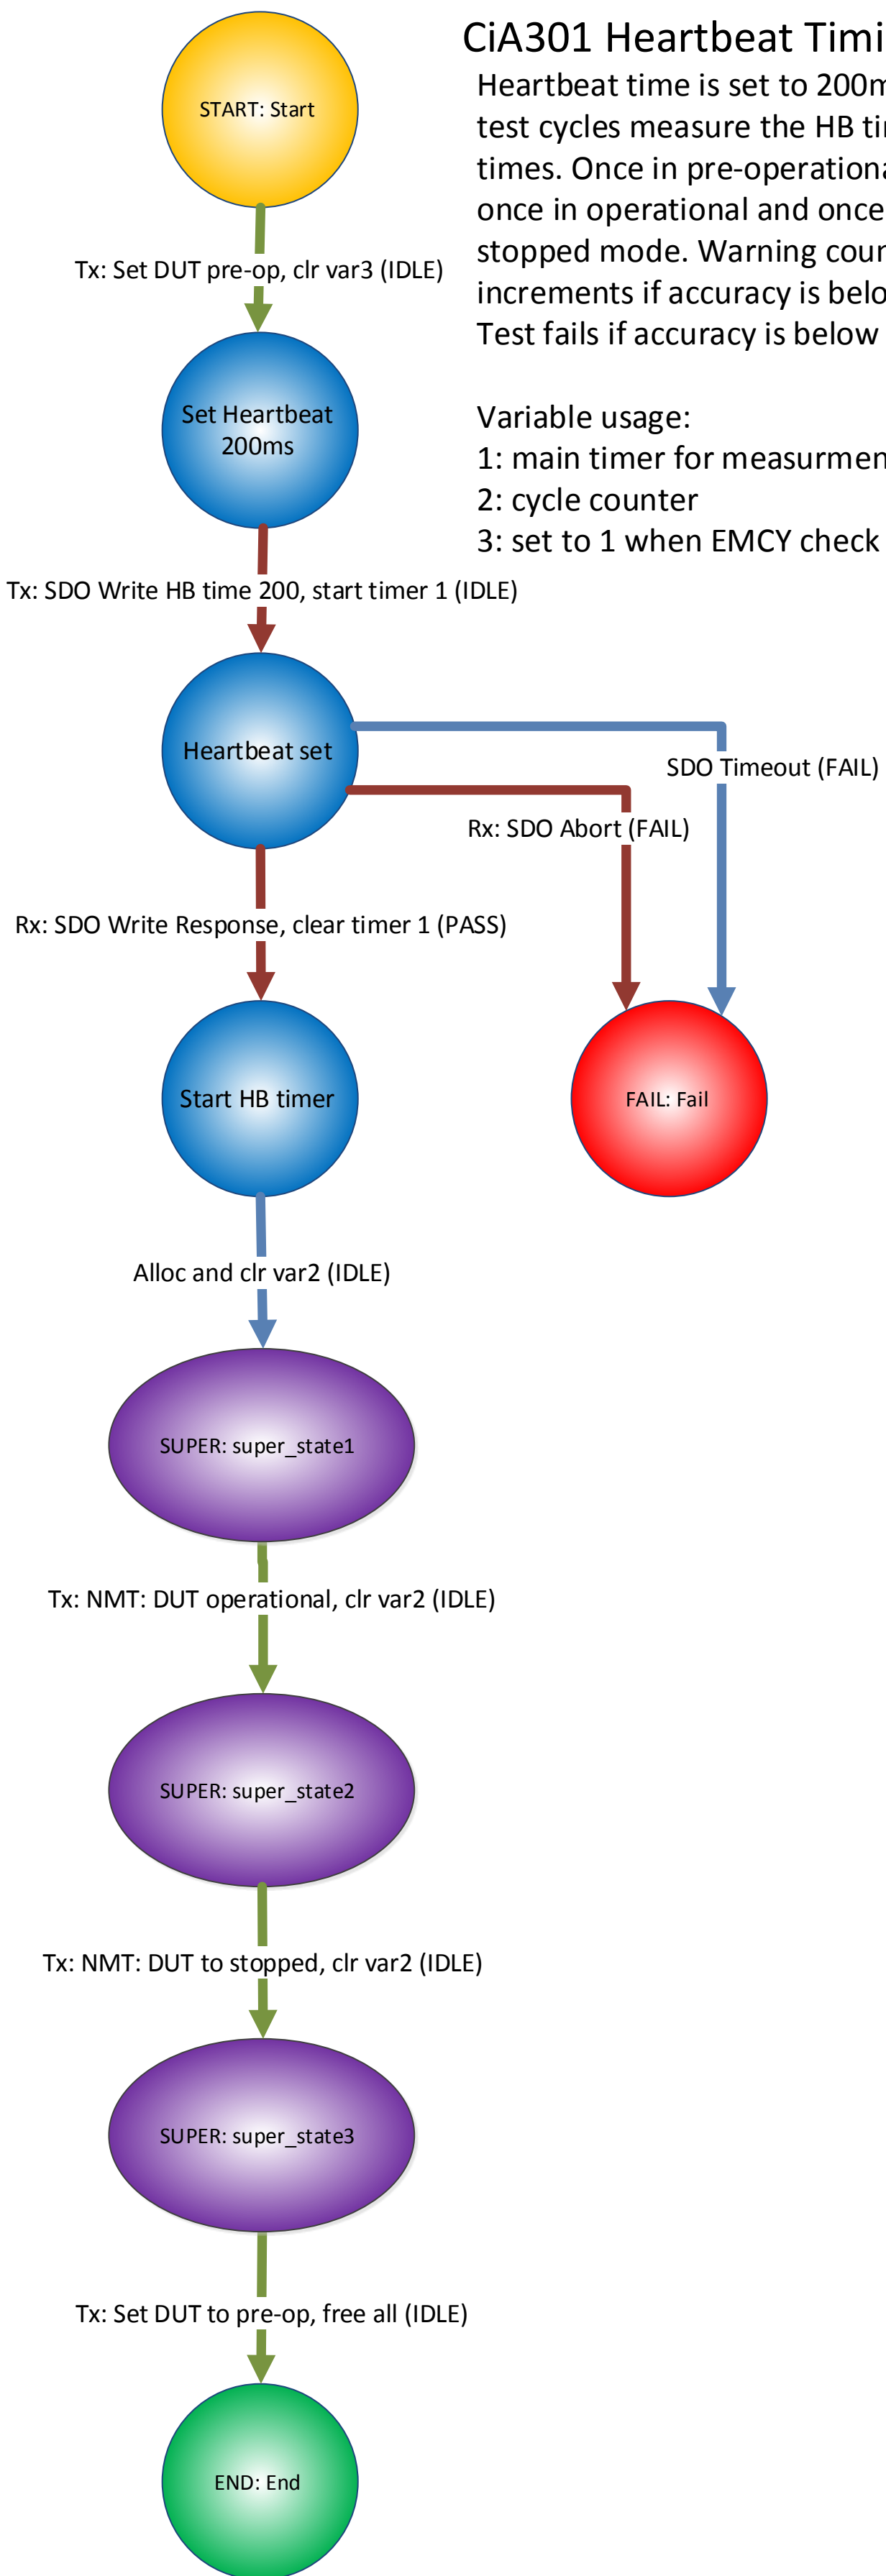 CiA301 Heartbeat Timi
Heartbeat time is set to 200m
test cycles measure the HB tim
times. Once in pre-operationa
once in operational and once
stopped mode. Warning coun
increments if accuracy is belo
Test fails if accuracy is below
Variable usage:
1: main timer for measurmen
2: cycle counter
3: set to 1 when EMCY check
START: Start
Tx: Set DUT pre-op, clr var3 (IDLE)
Set Heartbeat
200ms
Tx: SDO Write HB time 200, start timer 1 (IDLE)
Heartbeat set
SDO Timeout (FAIL)
Rx: SDO Abort (FAIL)
Rx: SDO Write Response, clear timer 1 (PASS)
Start HB timer
FAIL: Fail
Alloc and clr var2 (IDLE)
SUPER: super_state1
Tx: NMT: DUT operational, clr var2 (IDLE)
SUPER: super_state2
Tx: NMT: DUT to stopped, clr var2 (IDLE)
SUPER: super_state3
Tx: Set DUT to pre-op, free all (IDLE)
END: End